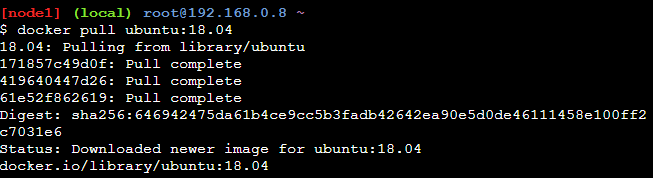 [node1] (local) root@192.168.0.8 ~
$ docker pull ubuntu:18.04
18.04: Pulling from library/ubuntu
171857c49d0f: Pull complete
419640447d26: Pull complete
61e52f862619: Pull complete
Digest: sha256:646942475da61b4ce9cc5b3fadb42642ea90e5d0de46111458e100ff2
c7031e6
Status: Downloaded newer image for ubuntu:18.04
docker.io/library/ubuntu:18.04